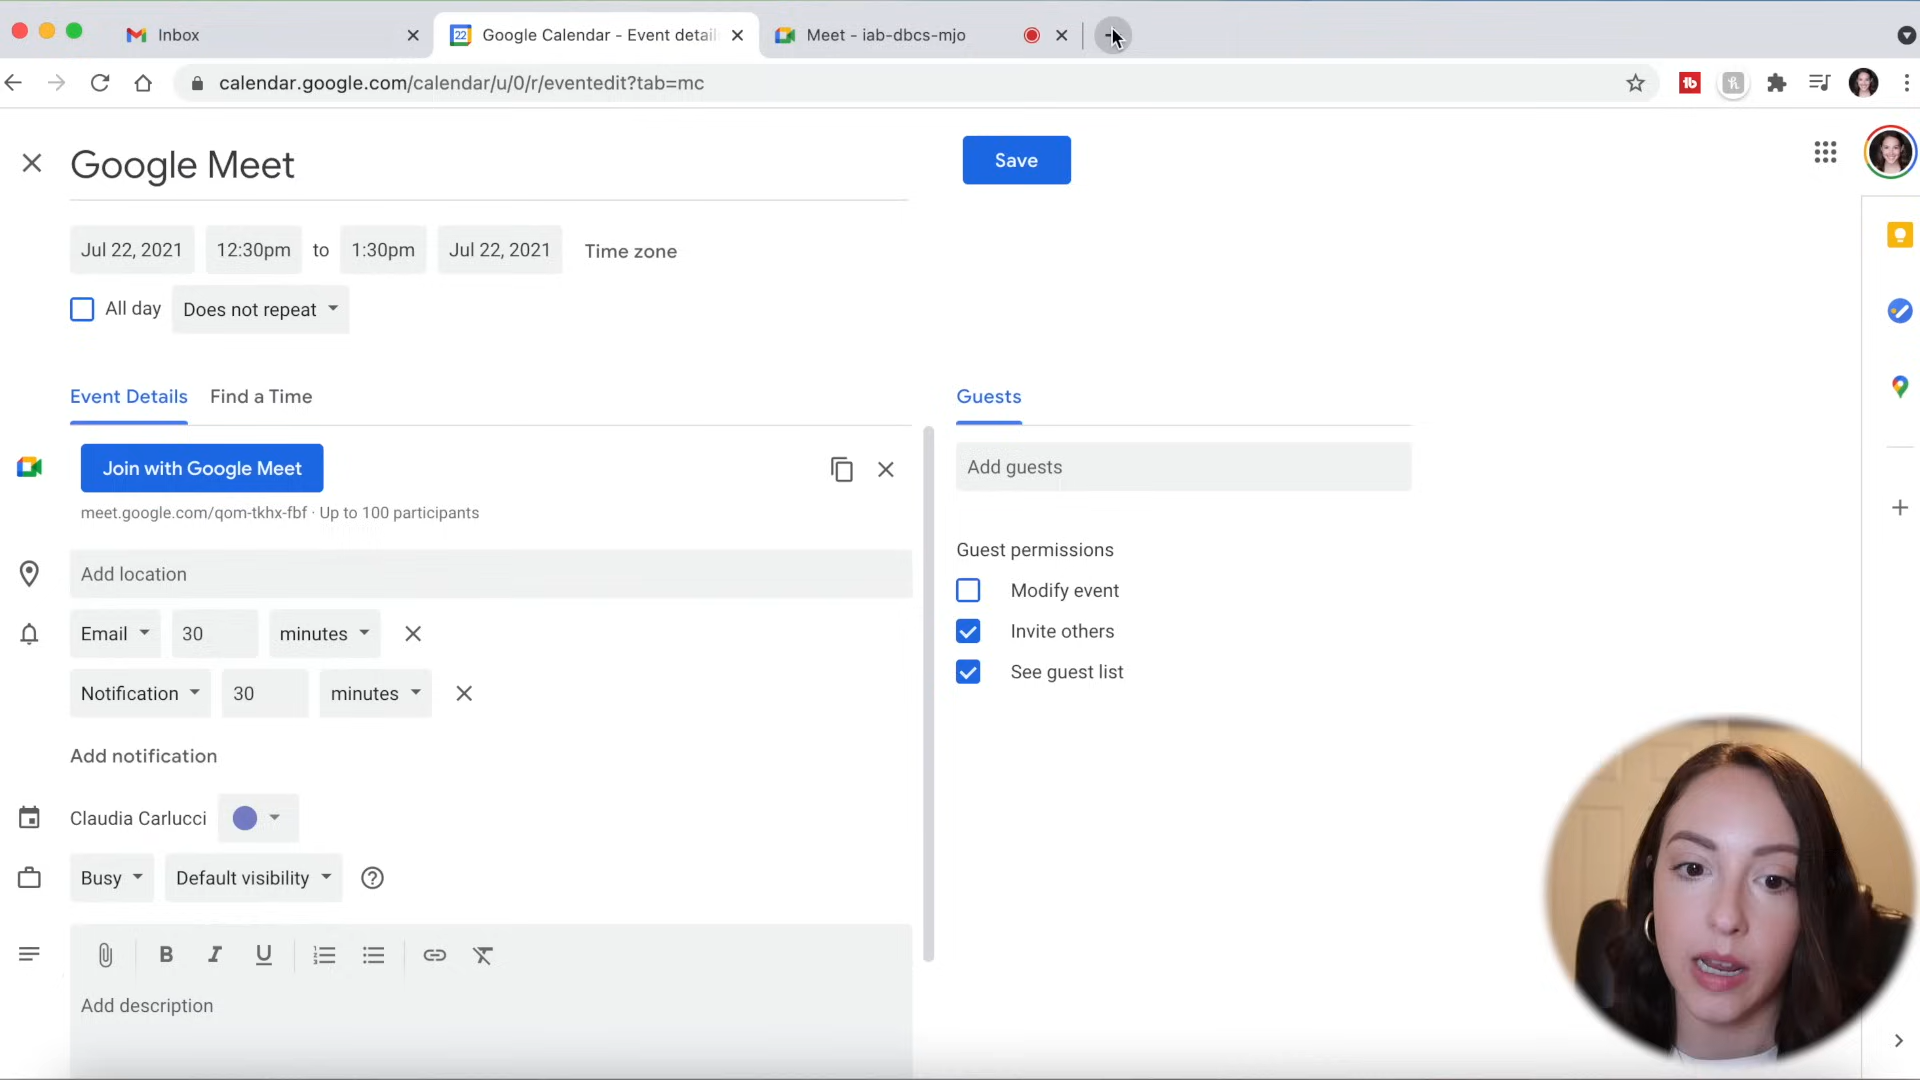 Inbox
22 Google Calendar - Event detail
Meet - iab-dbcs-mjo
calendar.google.com/calendar/u/0/r/eventedit?tab=mc
tb
Google Meet
Save
Jul 22, 2021 12:30pm to 1:30pm Jul 22, 2021 Time zone
All day Does not repeat
Event Details Find a Time
Guests
Join with Google Meet
meet.google.com/qom-tkhx-fbf · Up to 100 participants
Add guests
Add location
Guest permissions
Modify event
Invite others
See guest list
Email 30 minutes
Notification 30 minutes
Add notification
Claudia Carlucci
Busy Default visibility
B I U
Add description